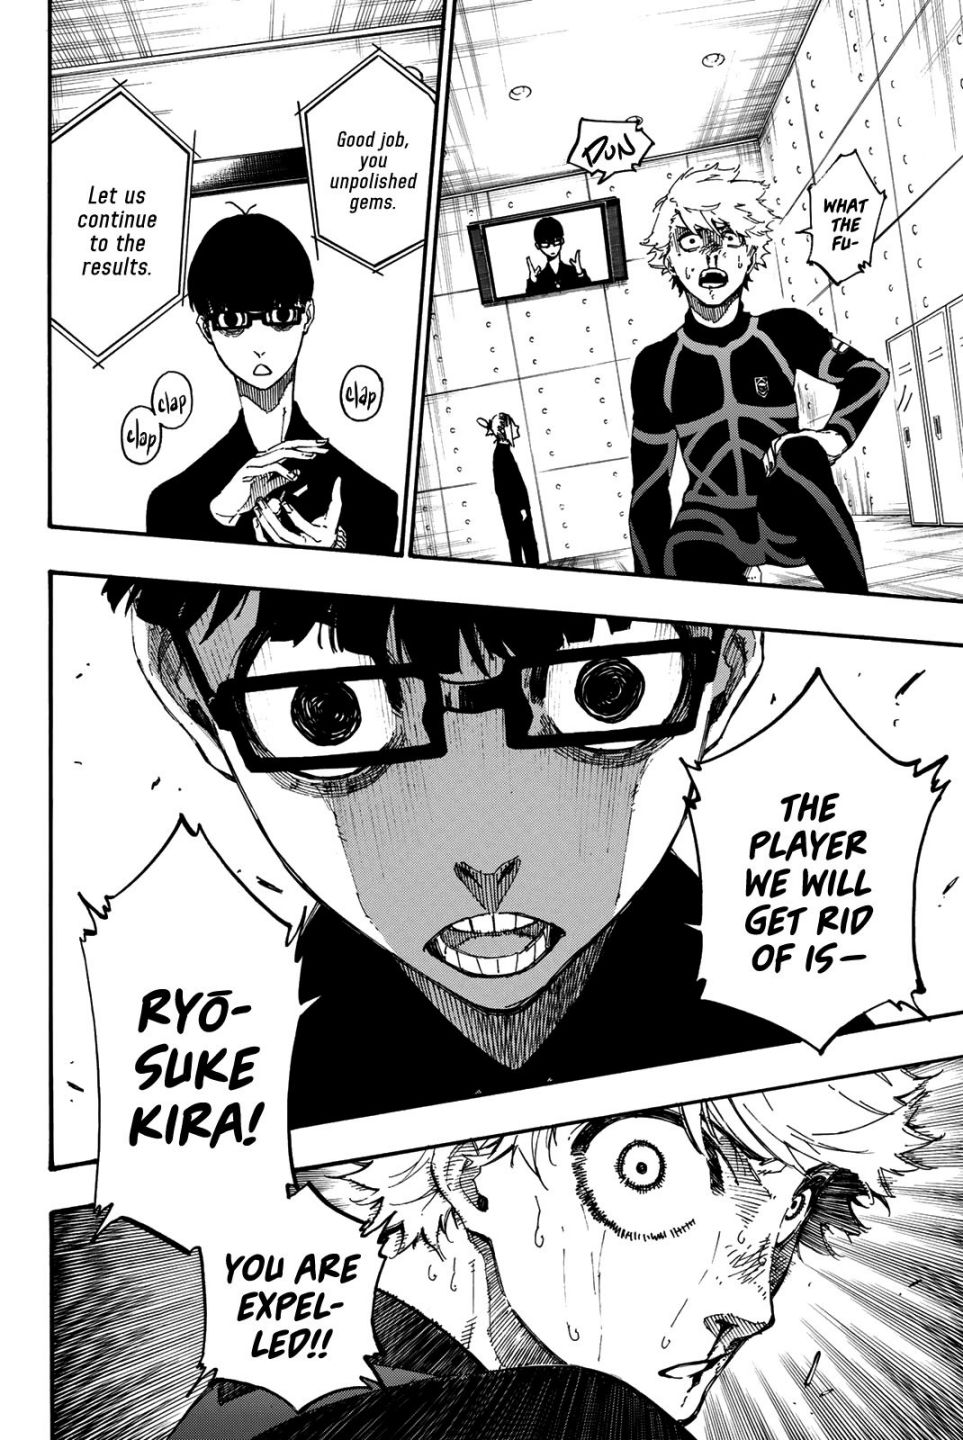 WHAT
THE
FU-
DUN
Good job,
you
unpolished
gems.
Let us
continue
to the
results.
clap
clap
clap
THE
PLAYER
WE WILL
GET RID
OF IS—
RYŌ-
SUKE
KIRA!
YOU ARE
EXPEL-
LED!!